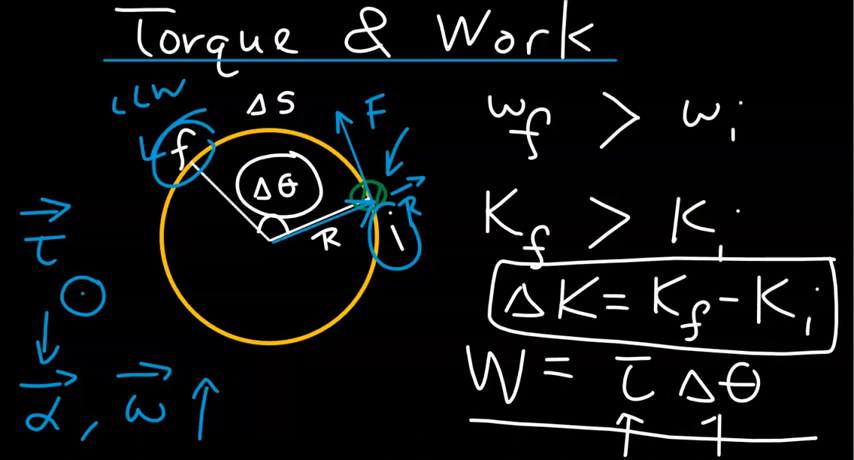 Torque & Work
CCW
ΔS
F
f
Δθ
R⃗
R
i
τ⃗
⊙
α⃗, ω⃗ ↑
ω_f > ω_i
K_f > K_i
ΔK = K_f - K_i
W = τ Δθ